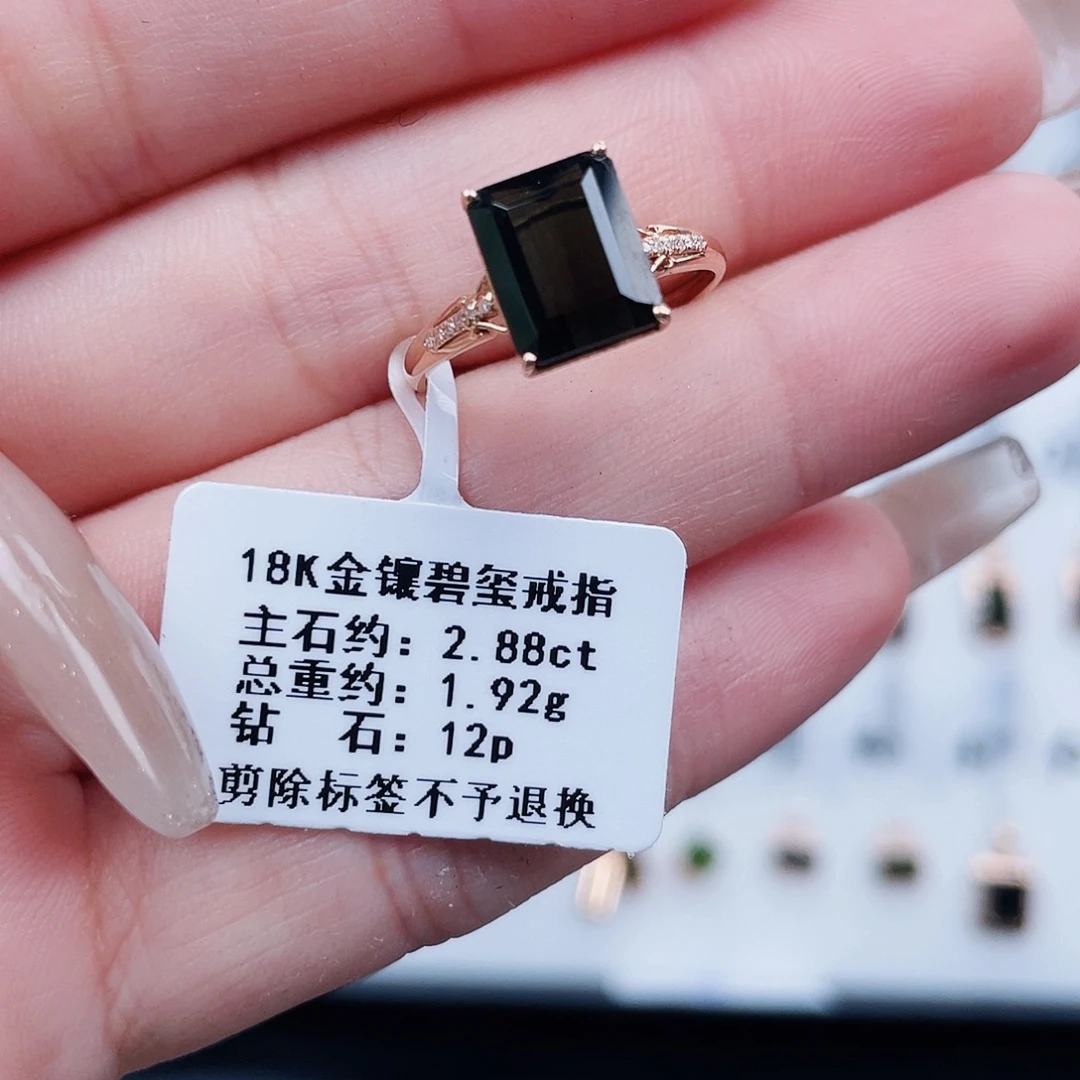 18K金镶碧玺戒指
主石约: 2.88ct
总重约: 1.92g
钻 石: 12p
剪除标签不予退换